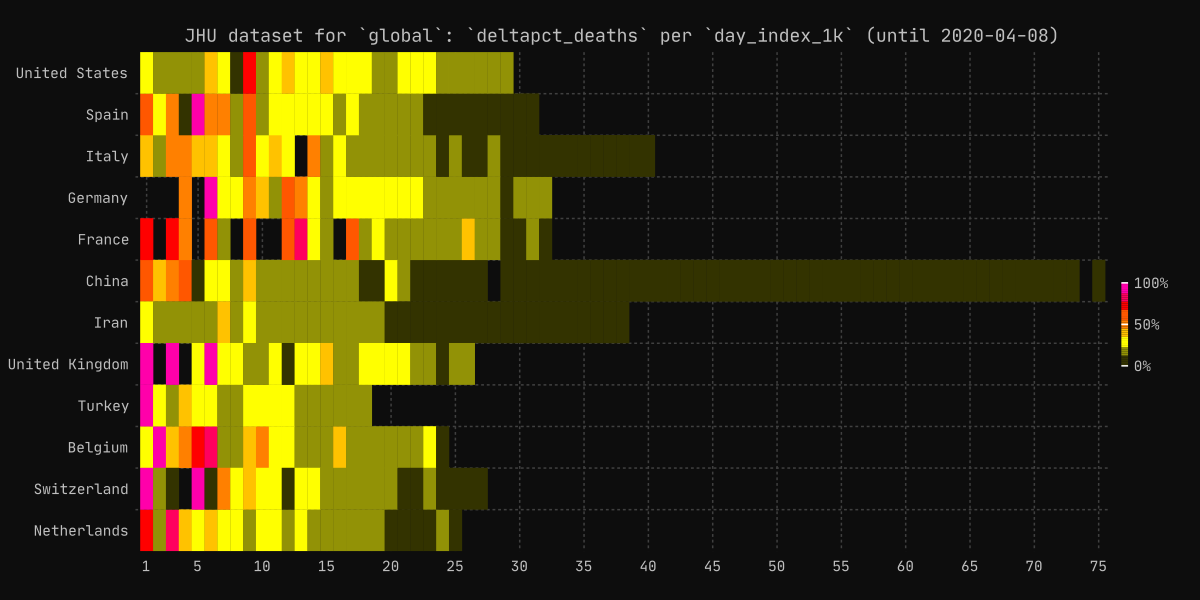 JHU dataset for `global`: `deltapct_deaths` per `day_index_1k` (until 2020-04-08)
United States
Spain
Italy
Germany
France
China
Iran
United Kingdom
Turkey
Belgium
Switzerland
Netherlands
1 5 10 15 20 25 30 35 40 45 50 55 60 65 70 75
100%
50%
0%